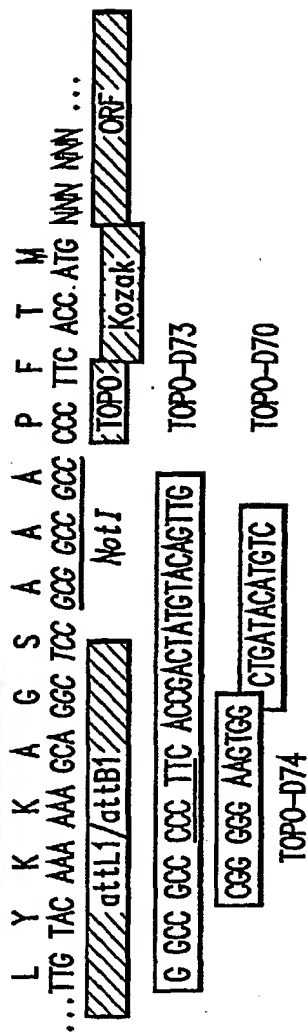 L Y K K A G S A A A P F T M
...TTG TAC AAA AAA GCA GGC TCC GCG GCC GCC CCC TTC ACC.ATG NNN NNN ...
attL1/attB1 NotI TOPO Kozak ORF
G GCC GCC CCC TTC ACCGACTATGTACAGTTG TOPO-D73
CGG GGG AAGTGG
CTGATACATGTC TOPO-D70
TOPO-D74